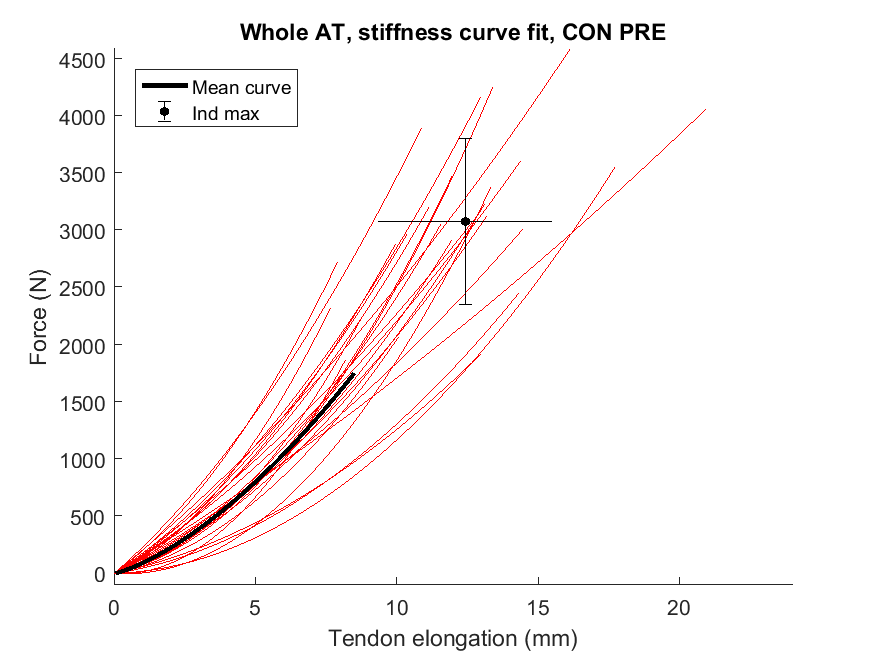 Whole AT, stiffness curve fit, CON PRE
4500
4000
3500
3000
2500
2000
1500
1000
500
0
Force (N)
Mean curve
Ind max
0 5 10 15 20
Tendon elongation (mm)